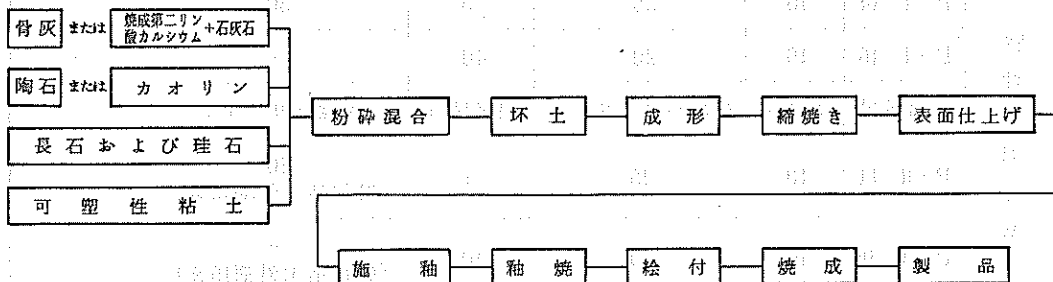 骨灰 または 焼成第二リン酸カルシウム+石灰石
陶石 または カオリン
長石および珪石
可塑性粘土
粉砕混合 坏土 成形 締焼き 表面仕上げ
施釉 釉焼 絵付 焼成 製品